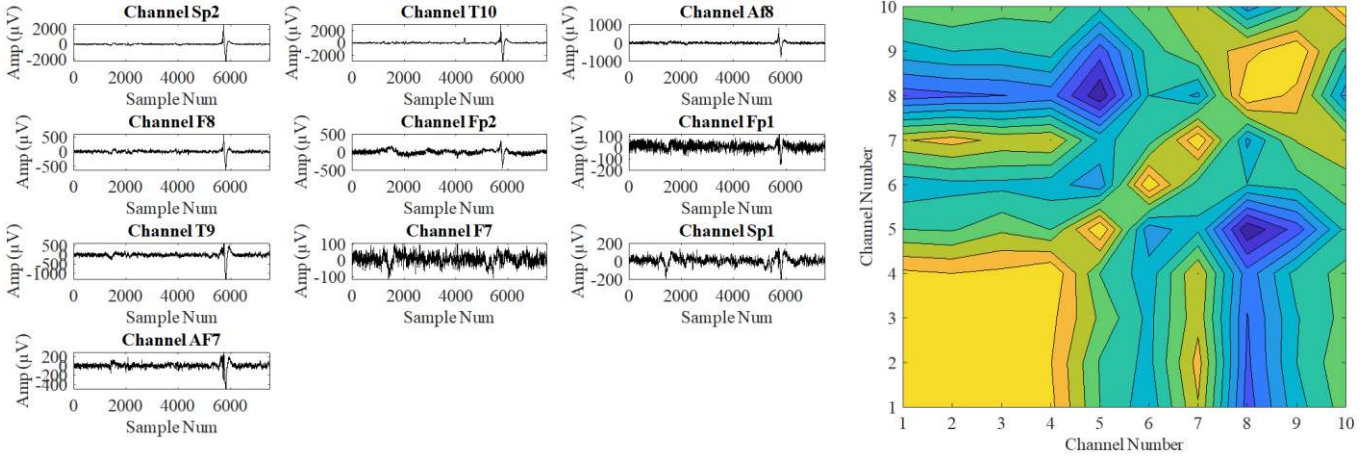 Channel Sp2
Amp (µV)
2000
0
-2000
0 2000 4000 6000
Sample Num
Channel T10
Amp (µV)
2000
0
-2000
0 2000 4000 6000
Sample Num
Channel Af8
Amp (µV)
1000
0
-1000
0 2000 4000 6000
Sample Num
Channel F8
Amp (µV)
500
0
-500
0 2000 4000 6000
Sample Num
Channel Fp2
Amp (µV)
500
0
-500
0 2000 4000 6000
Sample Num
Channel Fp1
Amp (µV)
100
0
-100
-200
0 2000 4000 6000
Sample Num
Channel T9
Amp (µV)
500
0
-500
-1000
0 2000 4000 6000
Sample Num
Channel F7
Amp (µV)
100
0
-100
0 2000 4000 6000
Sample Num
Channel Sp1
Amp (µV)
200
0
-200
0 2000 4000 6000
Sample Num
Channel AF7
Amp (µV)
200
0
-200
-400
0 2000 4000 6000
Sample Num
Channel Number
10
9
8
7
6
5
4
3
2
1
1 2 3 4 5 6 7 8 9 10
Channel Number